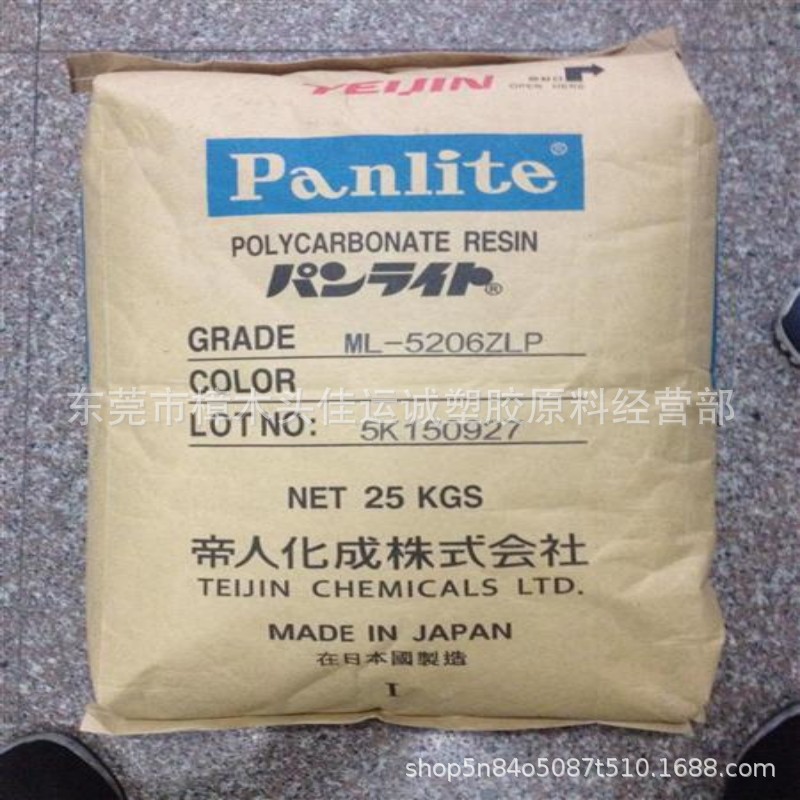 TEIJIN
開封口
OPEN HERE
Panlite®
POLYCARBONATE RESIN
パンライト®
GRADE ML-5206ZLP
COLOR
东莞市樟木头佳运诚塑胶原料经营部
LOT NO: 5K150927
NET 25 KGS
帝人化成株式会社
TEIJIN CHEMICALS LTD.
MADE IN JAPAN
在日本國製造
I
shop5n84o5087t510.1688.com